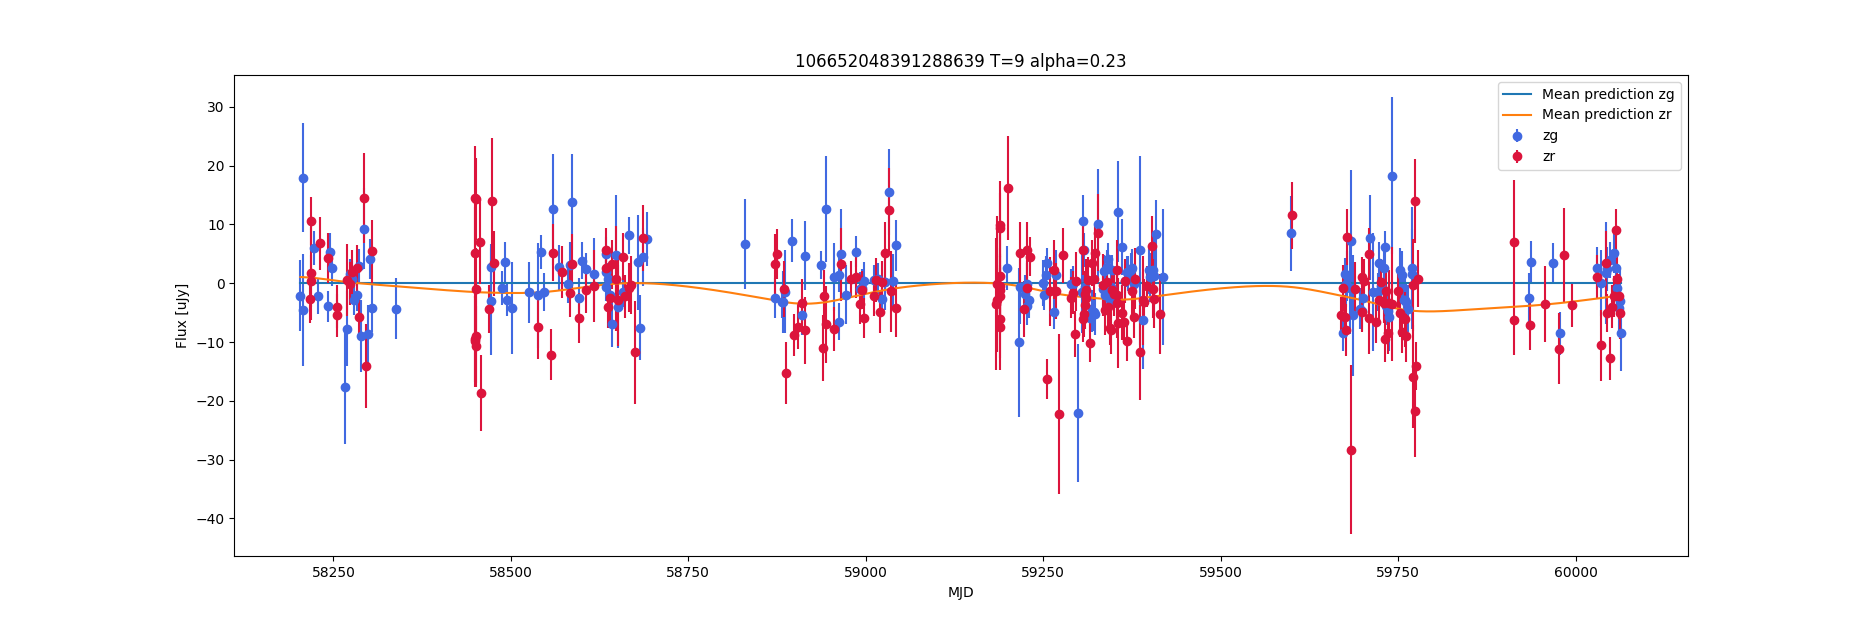 106652048391288639 T=9 alpha=0.23
Mean prediction zg
Mean prediction zr
zg
zr
30
20
10
0
−10
−20
−30
−40
Flux [uJy]
58250 58500 58750 59000 59250 59500 59750 60000
MJD